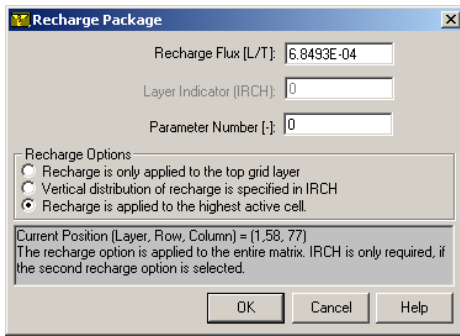 Recharge Package
Recharge Flux [L/T]: 6.8493E-04
Layer Indicator (IRCH): 0
Parameter Number [-]: 0
Recharge Options
Recharge is only applied to the top grid layer
Vertical distribution of recharge is specified in IRCH
Recharge is applied to the highest active cell.
Current Position (Layer, Row, Column) = (1,58, 77)
The recharge option is applied to the entire matrix. IRCH is only required, if
the second recharge option is selected.
OK Cancel Help